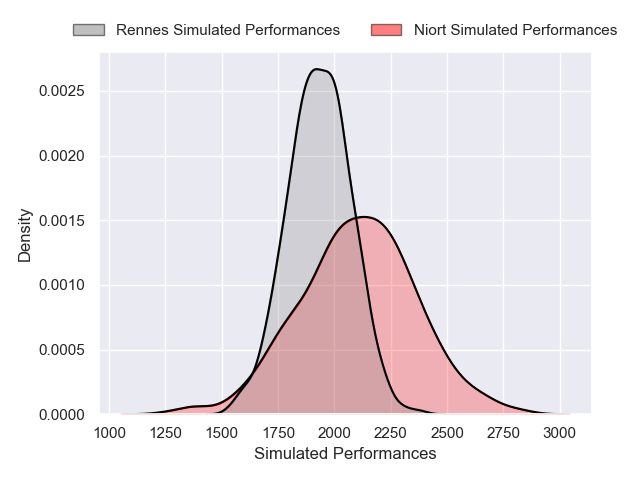 Rennes Simulated Performances Niort Simulated Performances
0.0025
0.0020
0.0015
0.0010
0.0005
0.0000
Density
1000 1250 1500 1750 2000 2250 2500 2750 3000
Simulated Performances